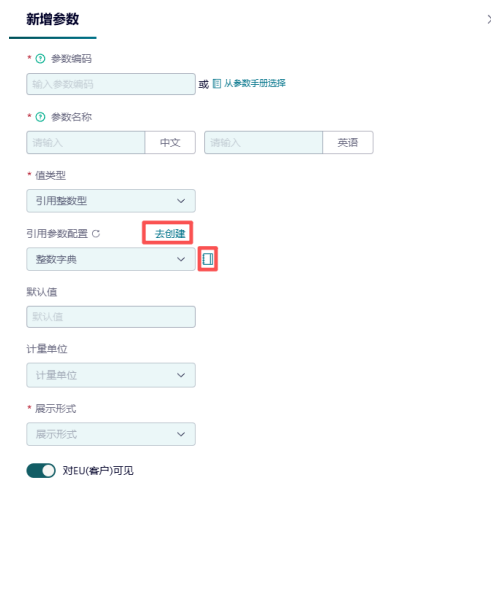 新增参数
* 参数编码
输入参数编码 或 从参数手册选择
* 参数名称
请输入 中文 请输入 英语
* 值类型
引用整数型
引用参数配置 去创建
整数字典
默认值
默认值
计量单位
计量单位
* 展示形式
展示形式
对EU(客户)可见